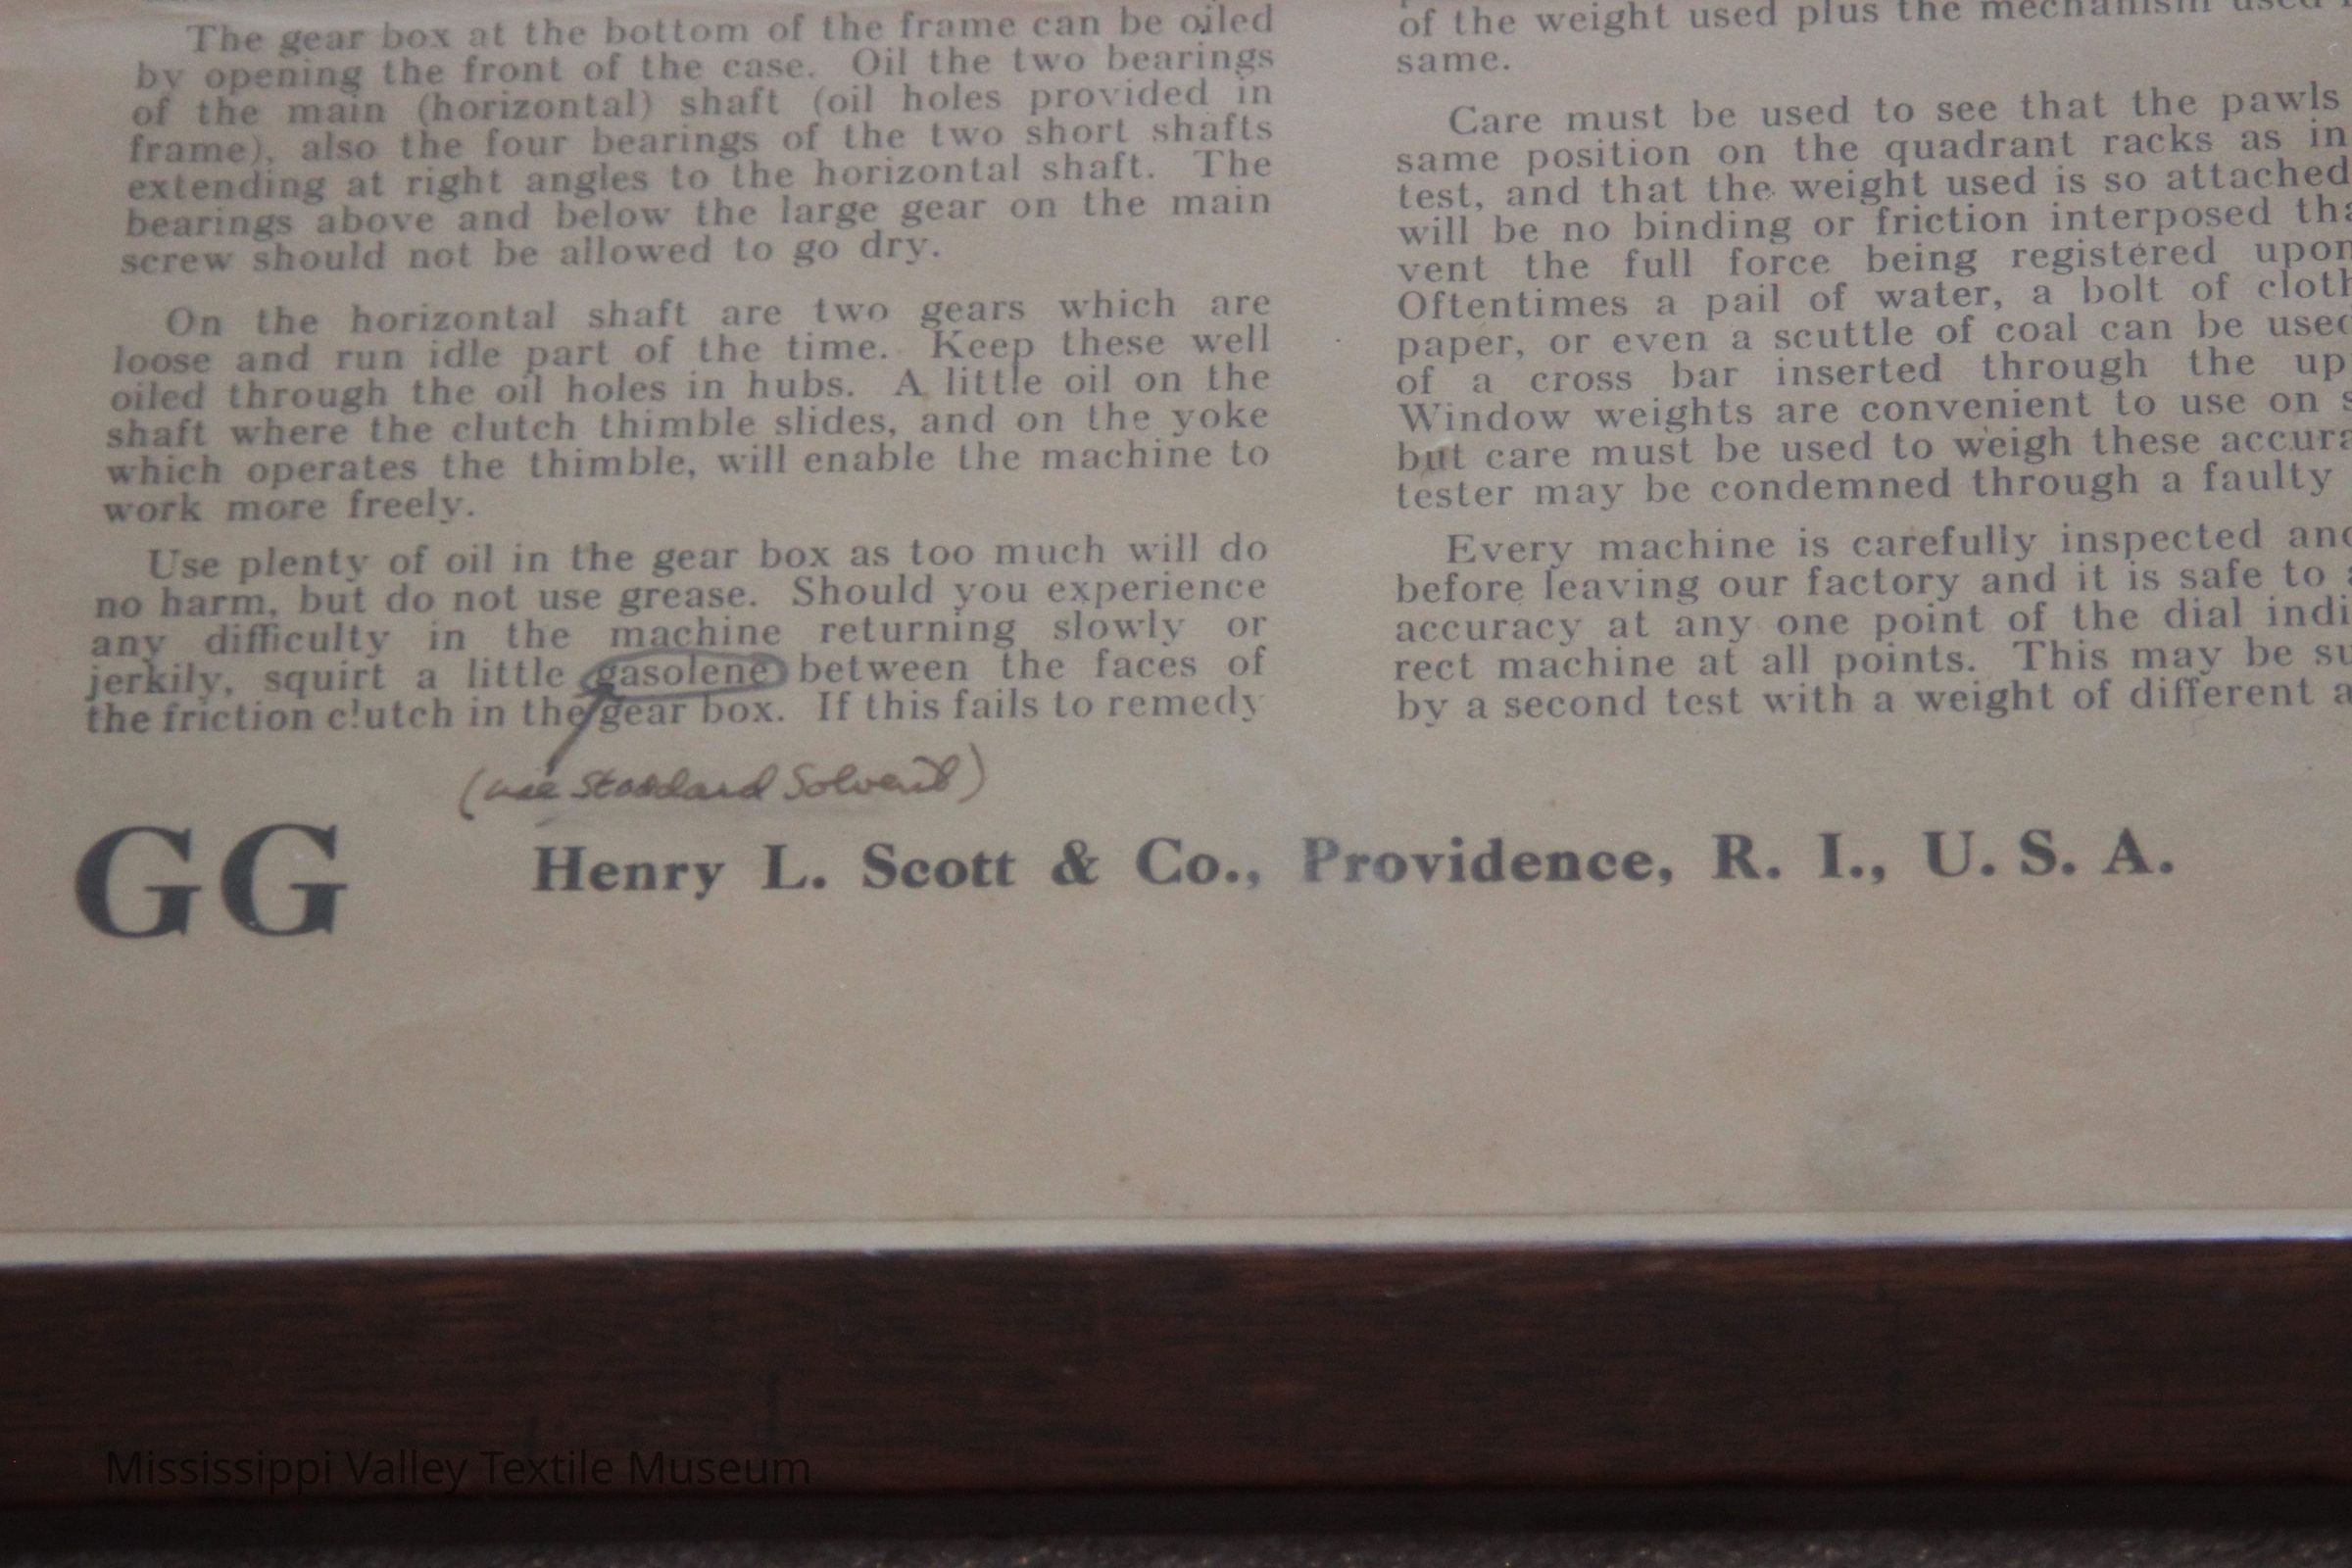 The gear box at the bottom of the frame can be oiled
by opening the front of the case. Oil the two bearings
of the main (horizontal) shaft (oil holes provided in
frame), also the four bearings of the two short shafts
extending at right angles to the horizontal shaft. The
bearings above and below the large gear on the main
screw should not be allowed to go dry.
On the horizontal shaft are two gears which are
loose and run idle part of the time. Keep these well
oiled through the oil holes in hubs. A little oil on the
shaft where the clutch thimble slides, and on the yoke
which operates the thimble, will enable the machine to
work more freely.
Use plenty of oil in the gear box as too much will do
no harm, but do not use grease. Should you experience
any difficulty in the machine returning slowly or
jerkily, squirt a little gasolene between the faces of
the friction clutch in the gear box. If this fails to remedy
(use Stoddard Solvent)
of the weight used plus the mechanism used
same.
Care must be used to see that the pawls
same position on the quadrant racks as in
test, and that the weight used is so attached
will be no binding or friction interposed tha
vent the full force being registered upon
Oftentimes a pail of water, a bolt of cloth
paper, or even a scuttle of coal can be used
of a cross bar inserted through the up
Window weights are convenient to use on s
but care must be used to weigh these accura
tester may be condemned through a faulty
Every machine is carefully inspected and
before leaving our factory and it is safe to a
accuracy at any one point of the dial indi
rect machine at all points. This may be su
by a second test with a weight of different a
GG Henry L. Scott & Co., Providence, R. I., U. S. A.
Mississippi Valley Textile Museum